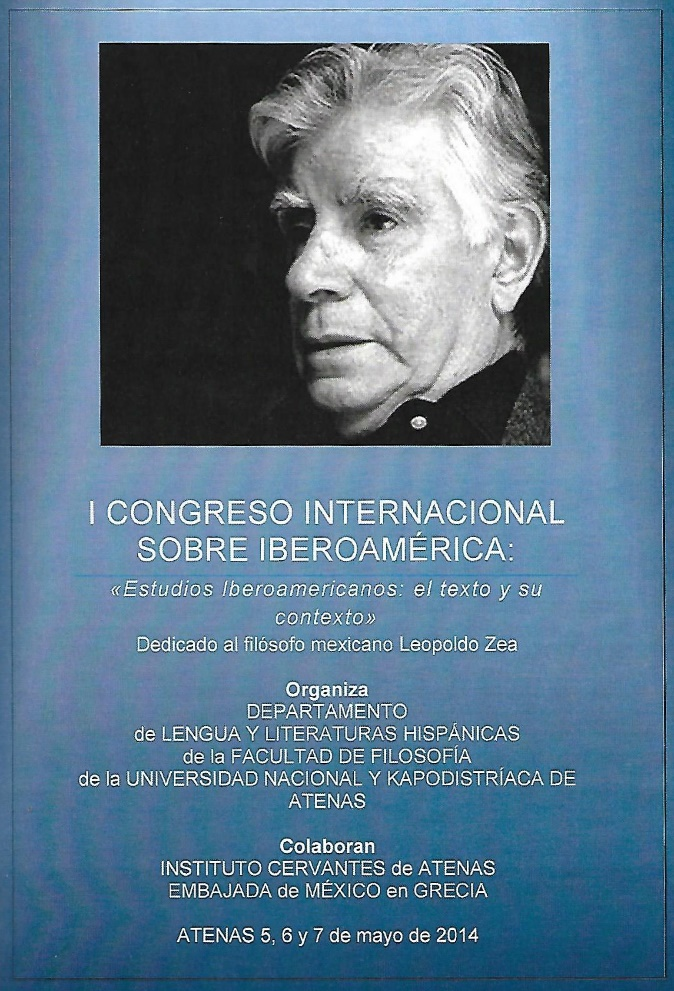 I CONGRESO INTERNACIONAL
SOBRE IBEROAMÉRICA:
«Estudios Iberoamericanos: el texto y su
contexto»
Dedicado al filósofo mexicano Leopoldo Zea
Organiza
DEPARTAMENTO
de LENGUA Y LITERATURAS HISPÁNICAS
de la FACULTAD DE FILOSOFÍA
de la UNIVERSIDAD NACIONAL Y KAPODISTRÍACA DE
ATENAS
Colaboran
INSTITUTO CERVANTES de ATENAS
EMBAJADA de MÉXICO en GRECIA
ATENAS 5, 6 y 7 de mayo de 2014